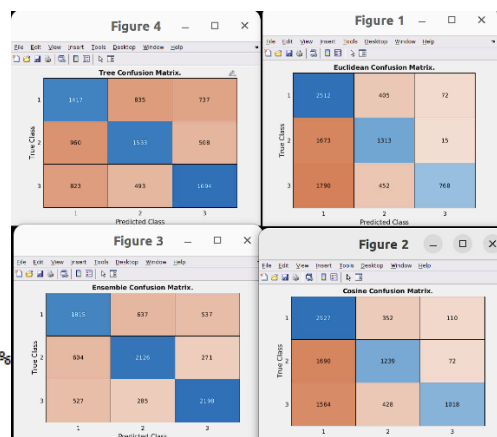 Figure 4
File Edit View Insert Tools Desktop Window Help
Tree Confusion Matrix.
True Class
1 1417 835 737
2 960 1533 508
3 823 493 1694
1 2 3
Predicted Class
Figure 1
File Edit View Insert Tools Desktop Window Help
Euclidean Confusion Matrix.
True Class
1 2512 405 72
2 1673 1313 15
3 1790 452 768
1 2 3
Predicted Class
Figure 3
File Edit View Insert Tools Desktop Window Help
Ensemble Confusion Matrix.
True Class
1 1815 637 537
2 604 2126 271
3 527 285 2198
1 2 3
Predicted Class
Figure 2
File Edit View Insert Tools Desktop Window Help
Cosine Confusion Matrix.
True Class
1 2527 352 110
2 1690 1239 72
3 1564 428 1018
1 2 3
%